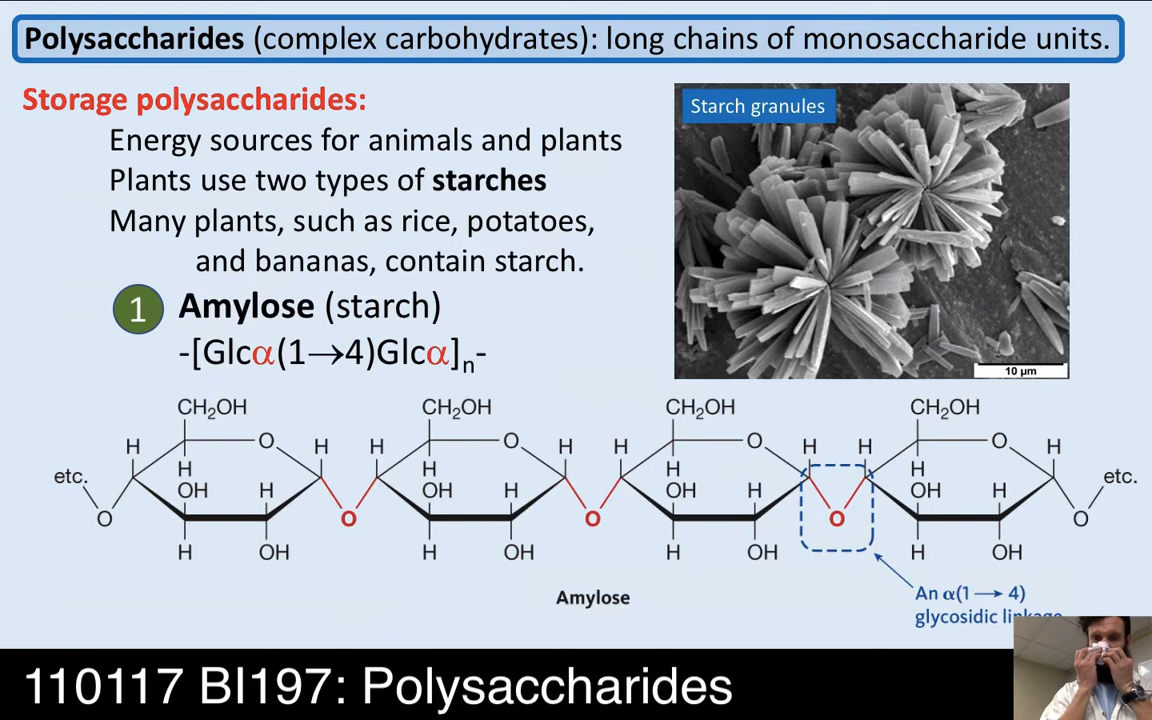 Polysaccharides (complex carbohydrates): long chains of monosaccharide units.
Storage polysaccharides:
Energy sources for animals and plants
Plants use two types of starches
Many plants, such as rice, potatoes,
and bananas, contain starch.
1 Amylose (starch)
-[Glcα(1→4)Glcα]ₙ-
Starch granules
10 µm
CH₂OH CH₂OH CH₂OH CH₂OH
H O H H O H H O H H O H
etc. H H H H etc.
OH H OH H OH H OH H
O O O O O
H OH H OH H OH H OH
Amylose
An α(1 → 4)
glycosidic
110117 BI197: Polysaccharides